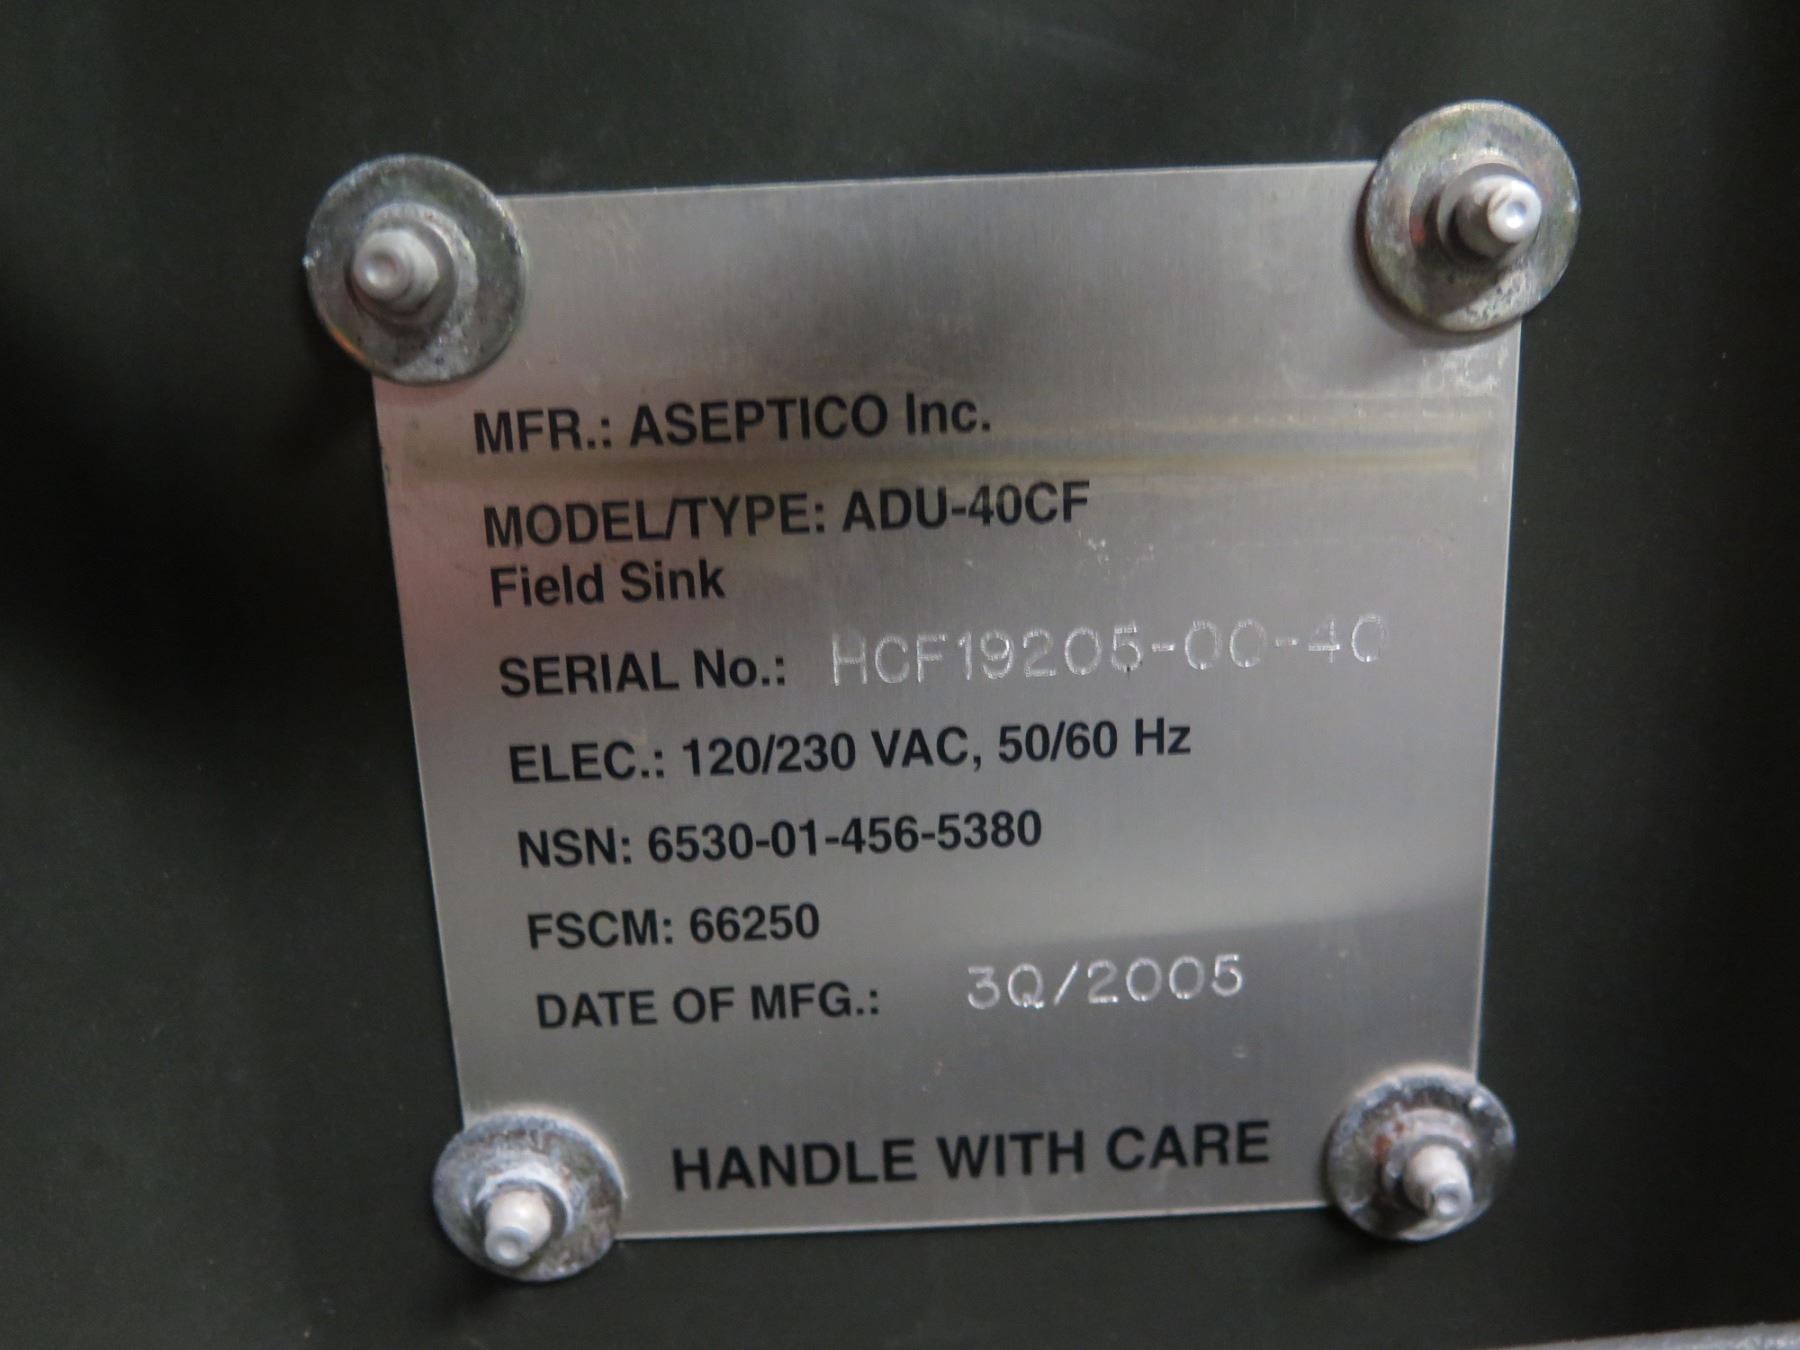 MFR.: ASEPTICO Inc.
MODEL/TYPE: ADU-40CF
Field Sink
SERIAL No.: HCF19205-00-40
ELEC.: 120/230 VAC, 50/60 Hz
NSN: 6530-01-456-5380
FSCM: 66250
DATE OF MFG.: 3Q/2005
HANDLE WITH CARE